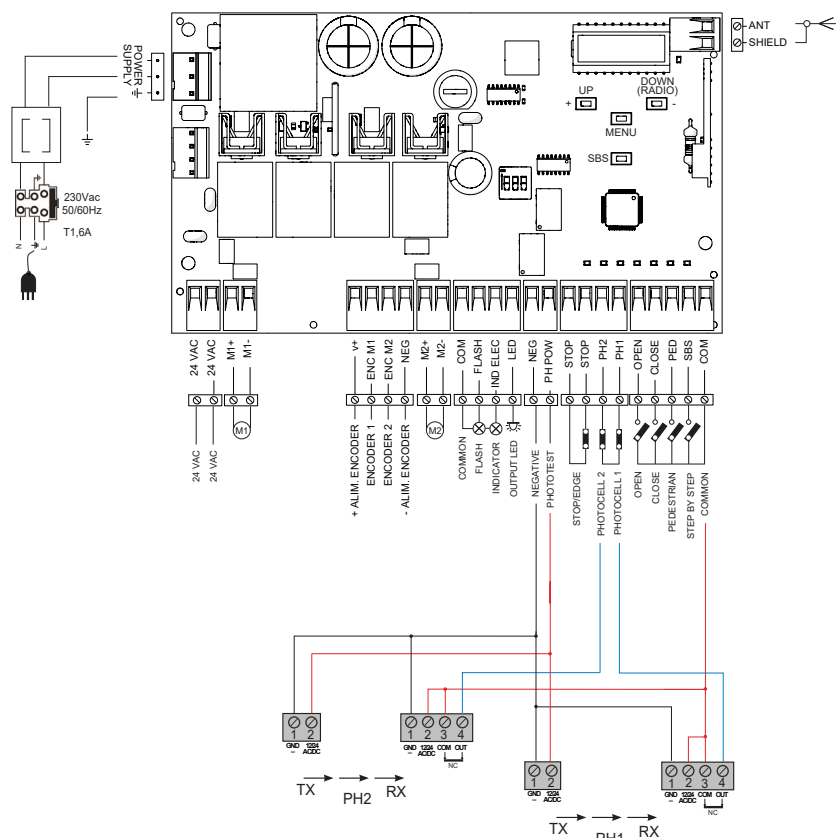 POWER
SUPPLY
230Vac
50/60Hz
T1,6A
N
L
ANT
SHIELD
UP
+
DOWN
(RADIO)
-
MENU
SBS
24 VAC
24 VAC
M1+
M1-
V+
ENC M1
ENC M2
NEG
M2+
M2-
COM
FLASH
IND ELEC
LED
NEG
PH POW
STOP
STOP
PH2
PH1
OPEN
CLOSE
PED
SBS
COM
24 VAC
24 VAC
M1
+ ALIM. ENCODER
ENCODER 1
ENCODER 2
- ALIM. ENCODER
M2
COMMON
FLASH
INDICATOR
OUTPUT LED
NEGATIVE
PHOTOTEST
STOP/EDGE
PHOTOCELL 2
PHOTOCELL 1
OPEN
CLOSE
PEDESTRIAN
STEP BY STEP
COMMON
1 2
GND
–
12/24
AC/DC
1 2 3 4
GND
–
12/24
AC/DC
COM
OUT
NC
TX
PH2
RX
1 2
GND
–
12/24
AC/DC
1 2 3 4
GND
–
12/24
AC/DC
COM
OUT
NC
TX
PH1
RX